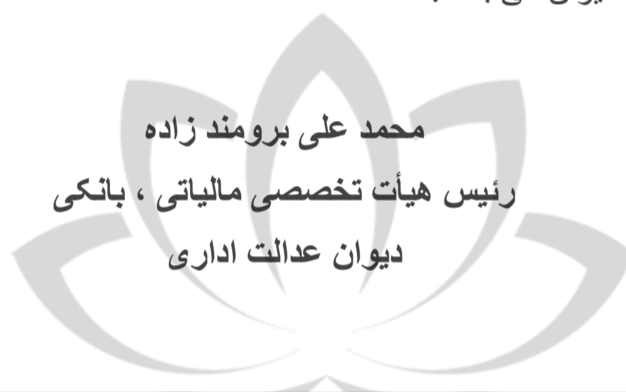 محمد علی برومند زاده
رئیس هیأت تخصصی مالیاتی ، بانکی
دیوان عدالت اداری